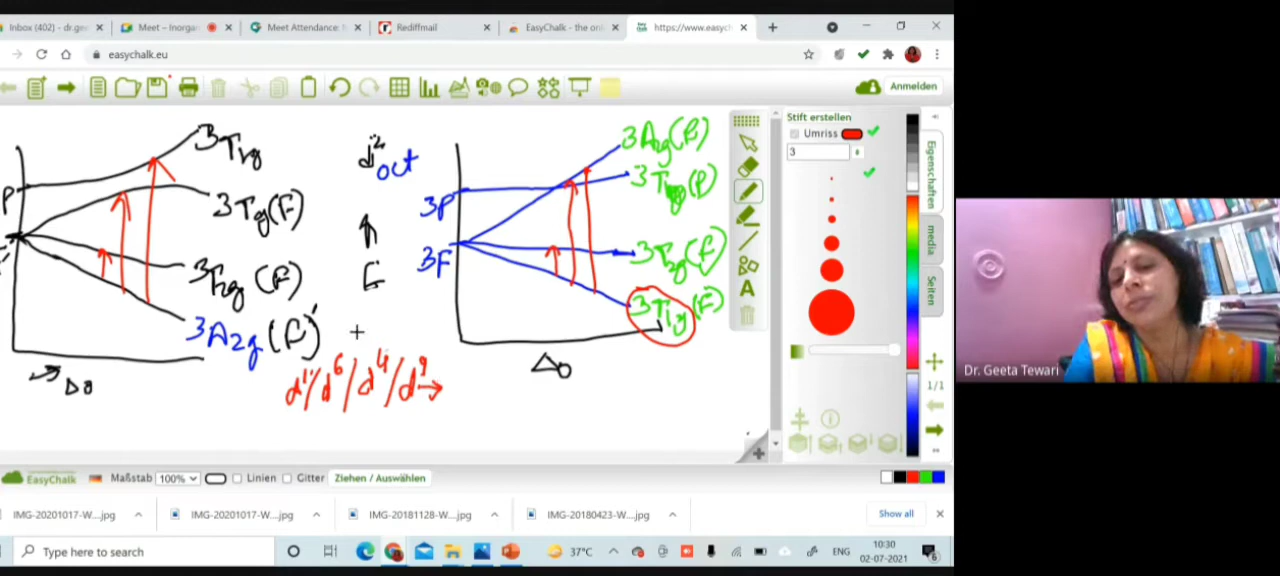 Inbox (402) - dr.gee
Meet – Inorgan
Meet Attendance: M
Rediffmail
EasyChalk - the onl
https://www.easych
easychalk.eu
Anmelden
Stift erstellen
Umriss
3
Eigenschaften
media
Seiten
1/1
3T1g
P
3Tg(F)
3T2g (F)
3A2g (F)
→ Δo
d2 oct
+
d1/d6/d4/d9→
3P
3F
3A2g(F)
3T1g(P)
3T2g(F)
3T1g(F)
Δo
Dr. Geeta Tewari
EasyChalk
Maßstab 100%
Linien
Gitter
Ziehen / Auswählen
IMG-20201017-W....jpg
IMG-20201017-W....jpg
IMG-20181128-W....jpg
IMG-20180423-W....jpg
Show all
Type here to search
37°C
ENG
10:30
02-07-2021
6